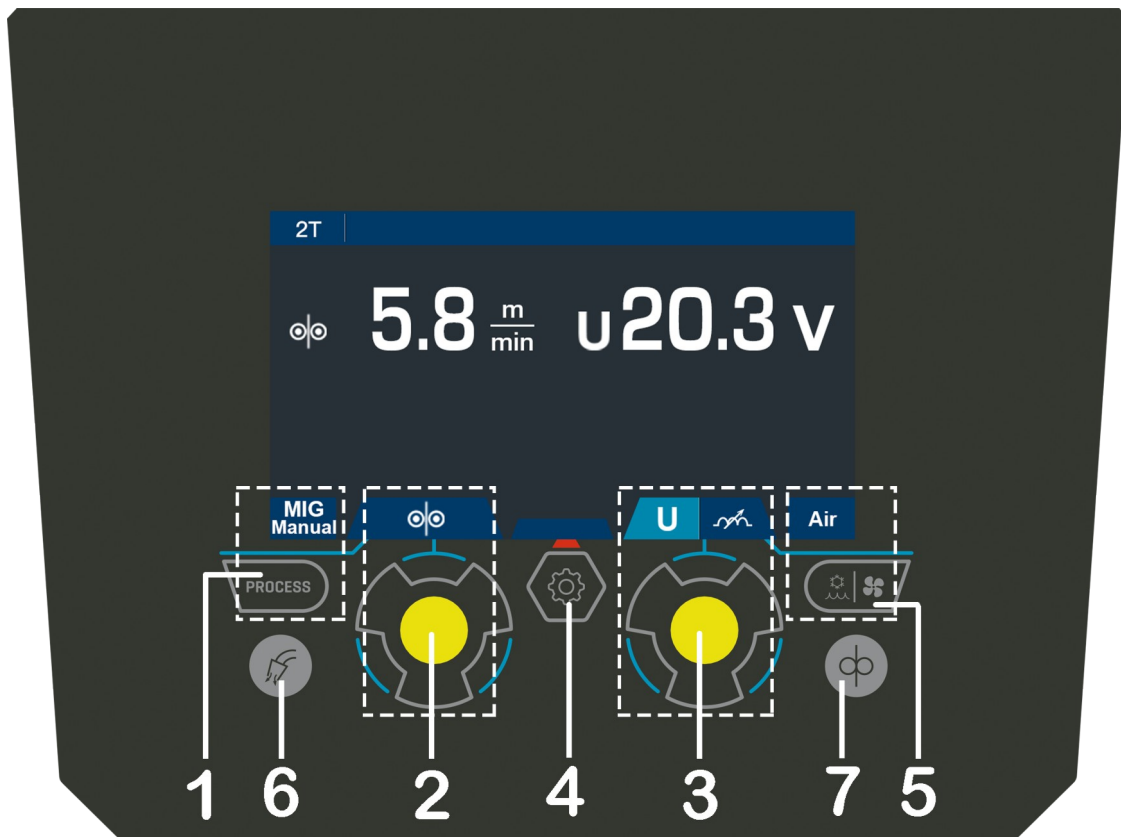 2T
5.8 m/min U 20.3 V
MIG
Manual
U
Air
PROCESS
1 6 2 4 3 7 5